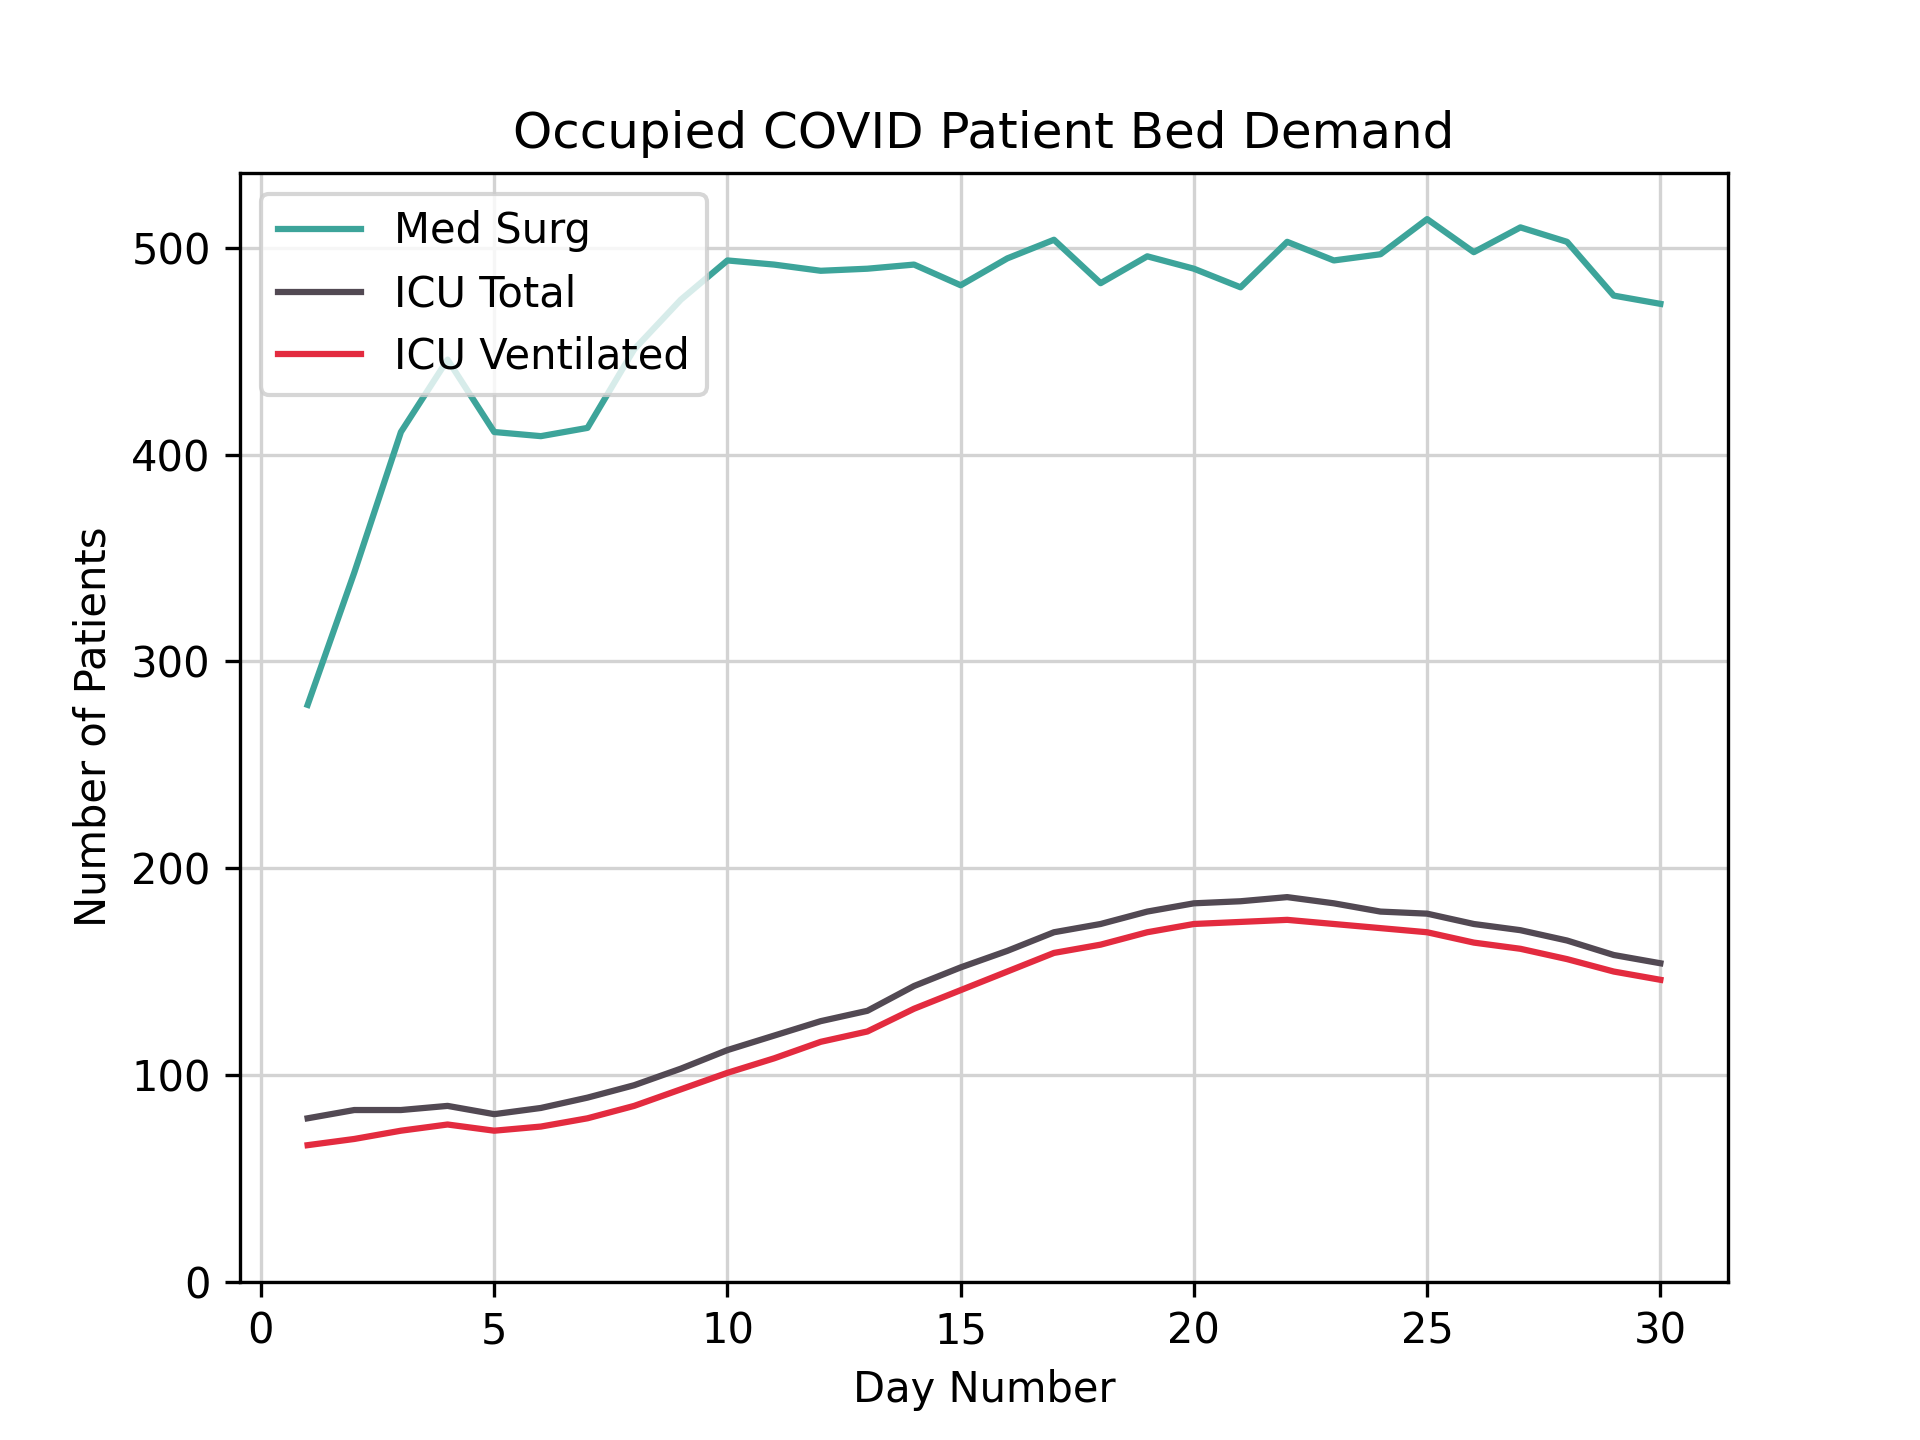 Occupied COVID Patient Bed Demand
Med Surg
ICU Total
ICU Ventilated
500
400
300
200
100
0
Number of Patients
0 5 10 15 20 25 30
Day Number